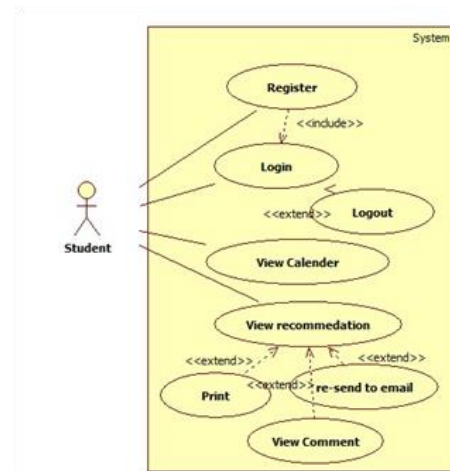 System
Register
<<include>>
Login
<<extend>>
Logout
Student
View Calender
View recommedation
<<extend>>
<<extend>>
<<extend>>
Print
re-send to email
View Comment